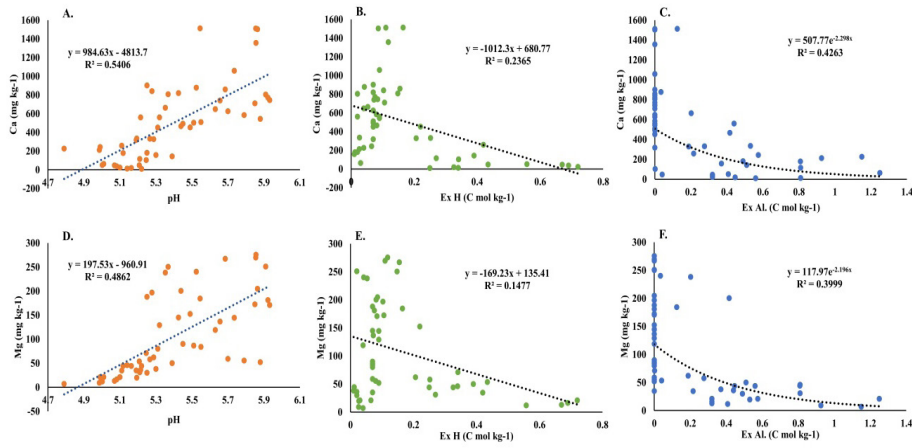 A.
y = 984.63x - 4813.7
R² = 0.5406
Ca (mg kg-1)
1600
1400
1200
1000
800
600
400
200
0
-200
4.7 4.9 5.1 5.3 5.5 5.7 5.9 6.1
pH
B.
y = -1012.3x + 680.77
R² = 0.2365
Ca (mg kg-1)
1600
1400
1200
1000
800
600
400
200
0
-200
0 0.2 0.4 0.6 0.8
Ex H (C mol kg-1)
C.
y = 507.77e^-2.298x
R² = 0.4263
Ca (mg kg-1)
1600
1400
1200
1000
800
600
400
200
0
0 0.2 0.4 0.6 0.8 1 1.2 1.4
Ex Al. (C mol kg-1)
D.
y = 197.53x - 960.91
R² = 0.4862
Mg (mg kg-1)
300
250
200
150
100
50
0
-50
4.7 4.9 5.1 5.3 5.5 5.7 5.9 6.1
pH
E.
y = -169.23x + 135.41
R² = 0.1477
Mg (mg kg-1)
300
250
200
150
100
50
0
0 0.2 0.4 0.6 0.8
Ex H (C mol kg-1)
F.
y = 117.97e^-2.196x
R² = 0.3999
Mg (mg kg-1)
300
250
200
150
100
50
0
0 0.2 0.4 0.6 0.8 1 1.2 1.4
Ex Al. (C mol kg-1)